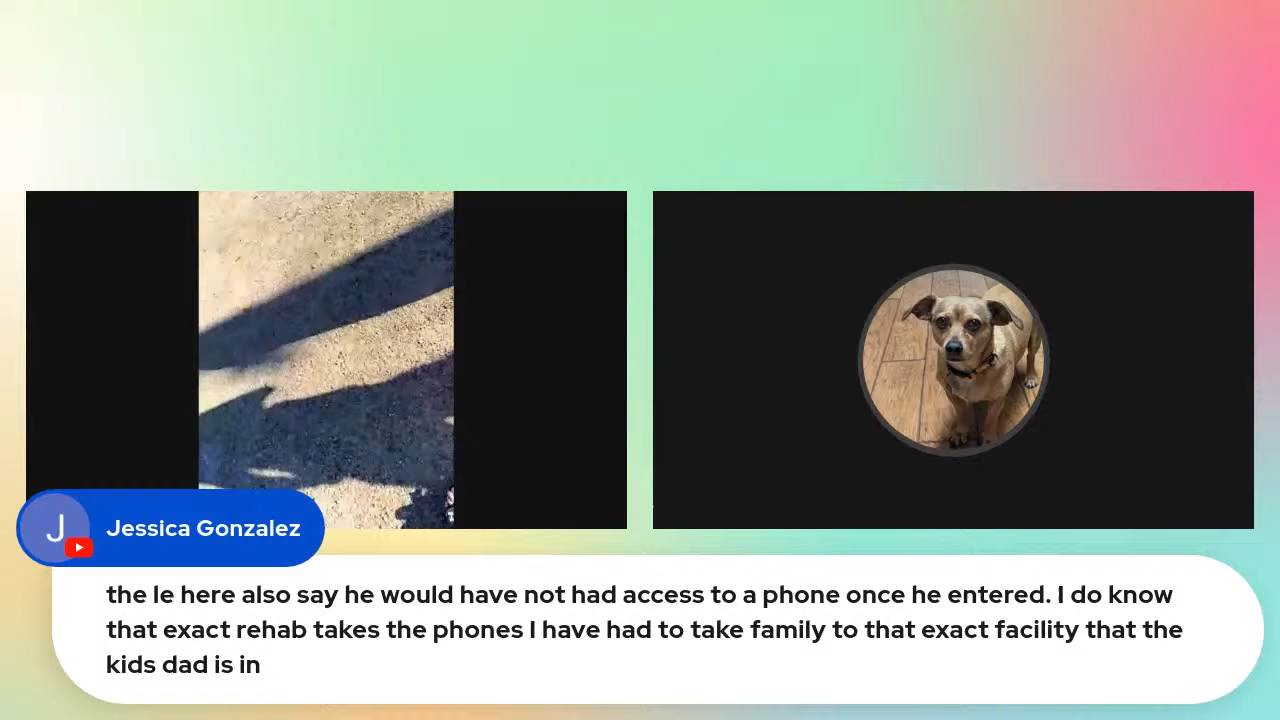 J
Jessica Gonzalez
the le here also say he would have not had access to a phone once he entered. I do know
that exact rehab takes the phones I have had to take family to that exact facility that the
kids dad is in